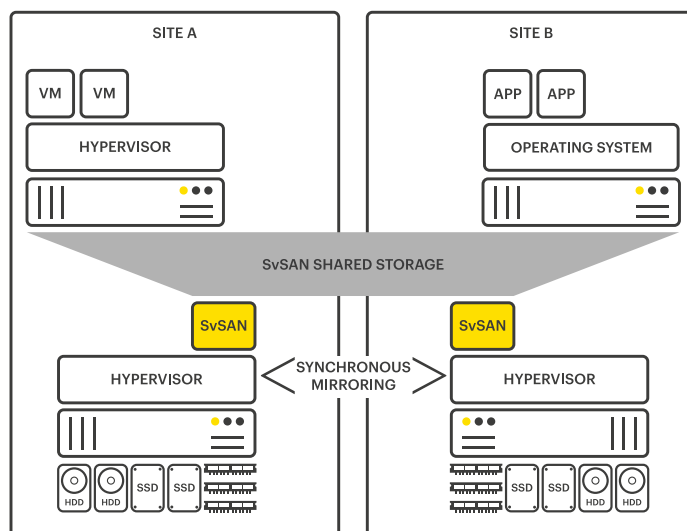 SITE A
SITE B
VM VM
APP APP
HYPERVISOR
OPERATING SYSTEM
SvSAN SHARED STORAGE
SvSAN
SvSAN
HYPERVISOR
SYNCHRONOUS
MIRRORING
HYPERVISOR
HDD HDD SSD SSD
SSD SSD HDD HDD